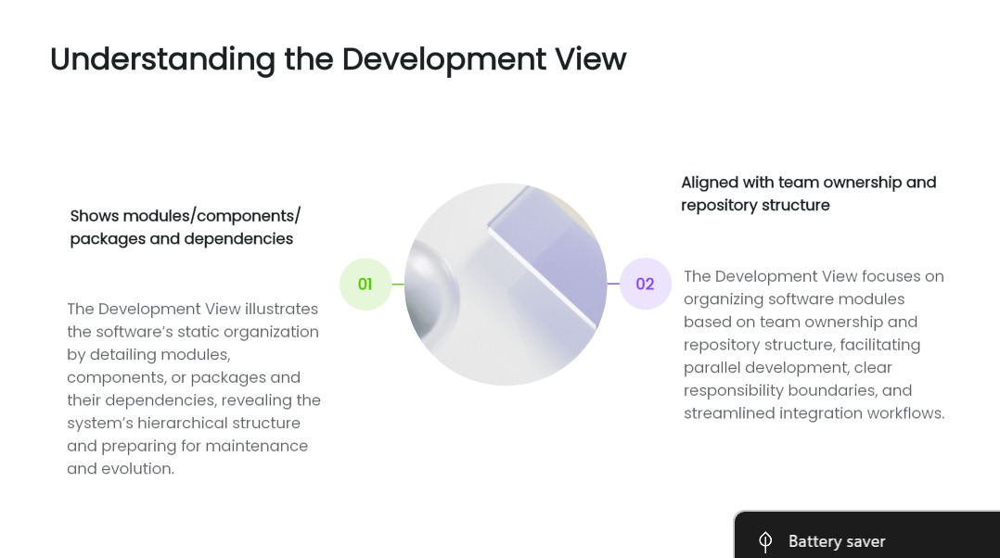 Understanding the Development View
Shows modules/components/
packages and dependencies
01
The Development View illustrates
the software’s static organization
by detailing modules,
components, or packages and
their dependencies, revealing the
system’s hierarchical structure
and preparing for maintenance
and evolution.
Aligned with team ownership and
repository structure
02
The Development View focuses on
organizing software modules
based on team ownership and
repository structure, facilitating
parallel development, clear
responsibility boundaries, and
streamlined integration workflows.
Battery saver